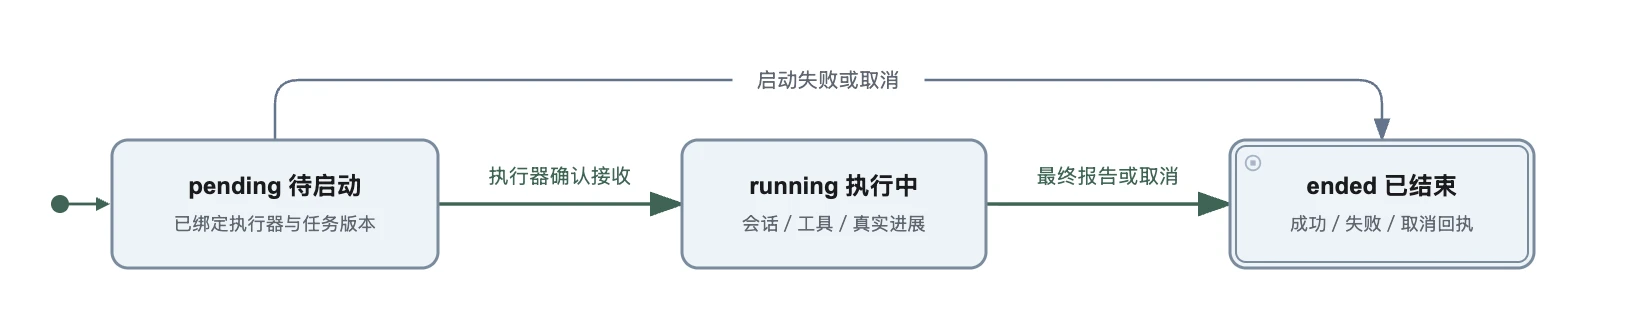 启动失败或取消
pending 待启动
已绑定执行器与任务版本
执行器确认接收
running 执行中
会话 / 工具 / 真实进展
最终报告或取消
ended 已结束
成功 / 失败 / 取消回执